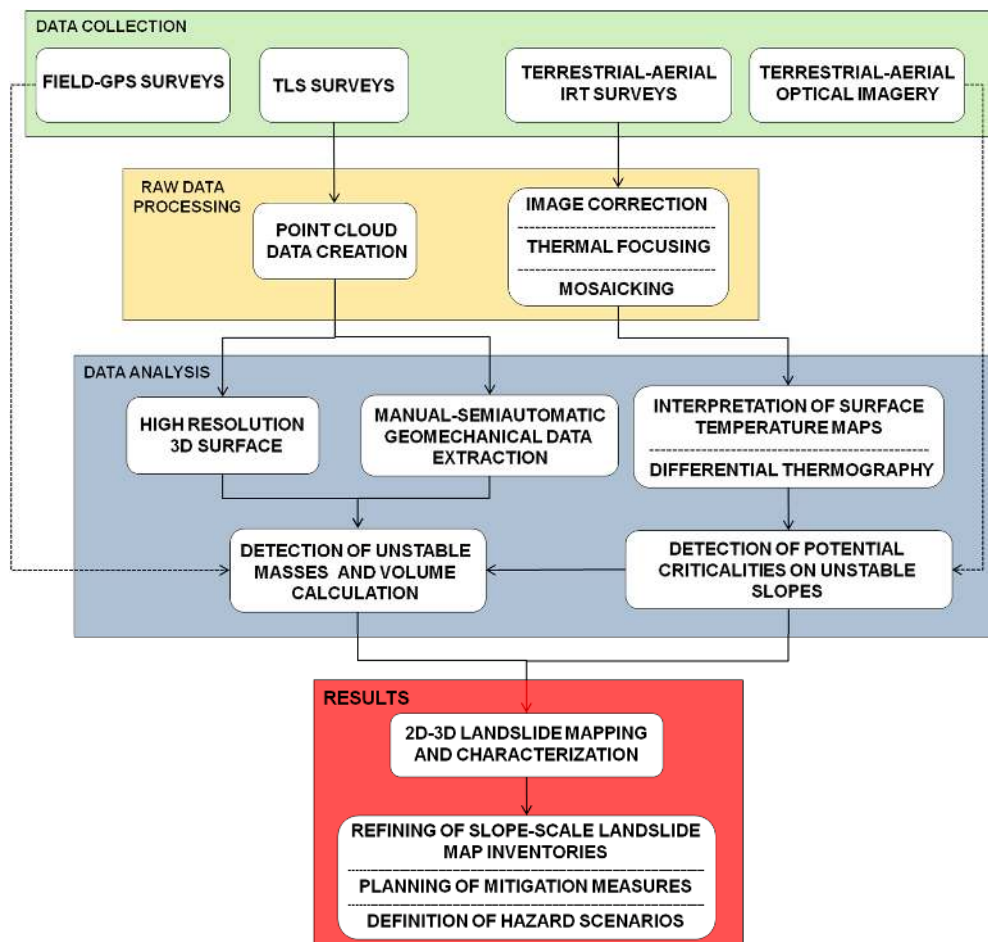 DATA COLLECTION
FIELD-GPS SURVEYS
TLS SURVEYS
TERRESTRIAL-AERIAL
IRT SURVEYS
TERRESTRIAL-AERIAL
OPTICAL IMAGERY
RAW DATA
PROCESSING
POINT CLOUD
DATA CREATION
IMAGE CORRECTION
THERMAL FOCUSING
MOSAICKING
DATA ANALYSIS
HIGH RESOLUTION
3D SURFACE
MANUAL-SEMIAUTOMATIC
GEOMECHANICAL DATA
EXTRACTION
INTERPRETATION OF SURFACE
TEMPERATURE MAPS
DIFFERENTIAL THERMOGRAPHY
DETECTION OF UNSTABLE
MASSES AND VOLUME
CALCULATION
DETECTION OF POTENTIAL
CRITICALITIES ON UNSTABLE
SLOPES
RESULTS
2D-3D LANDSLIDE MAPPING
AND CHARACTERIZATION
REFINING OF SLOPE-SCALE LANDSLIDE
MAP INVENTORIES
PLANNING OF MITIGATION MEASURES
DEFINITION OF HAZARD SCENARIOS